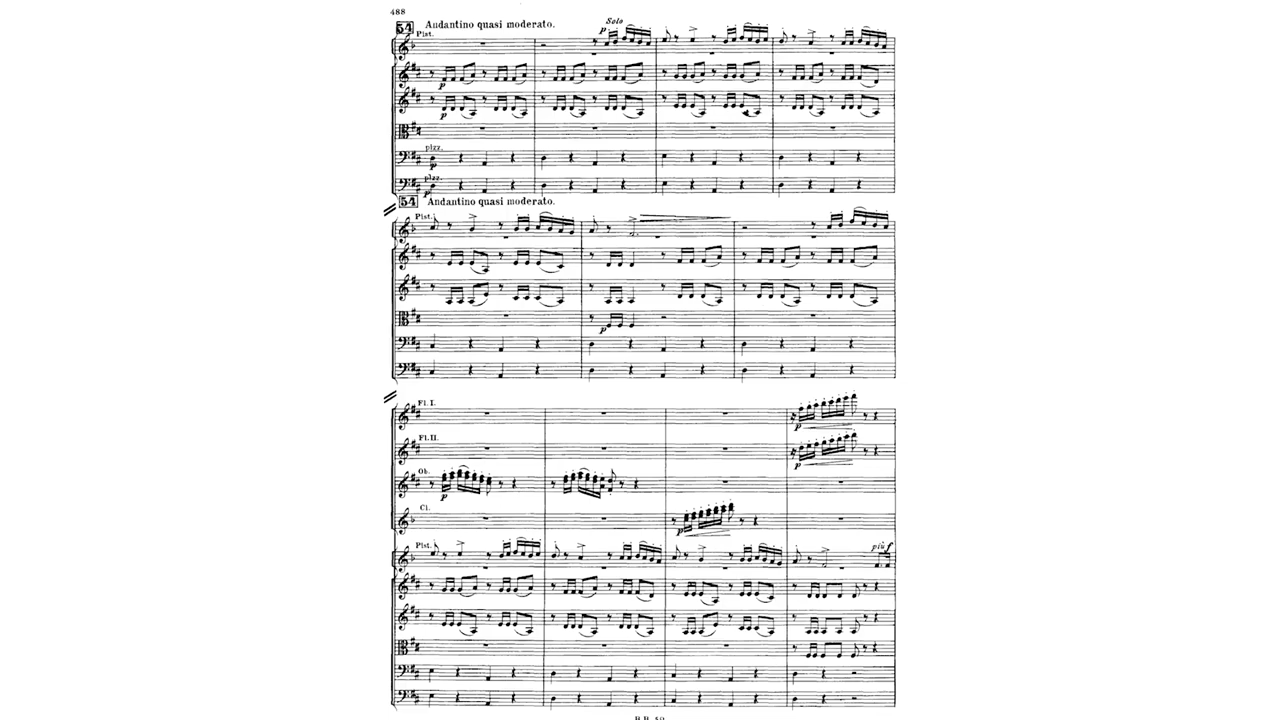 488
54 Andantino quasi moderato.
Pist.
Solo
p
p
p
pizz.
p
pizz.
p
54 Andantino quasi moderato.
Pist.
p
Fl. I.
p
Fl. II.
p
Ob.
p
Cl.
p
Pist.
più f